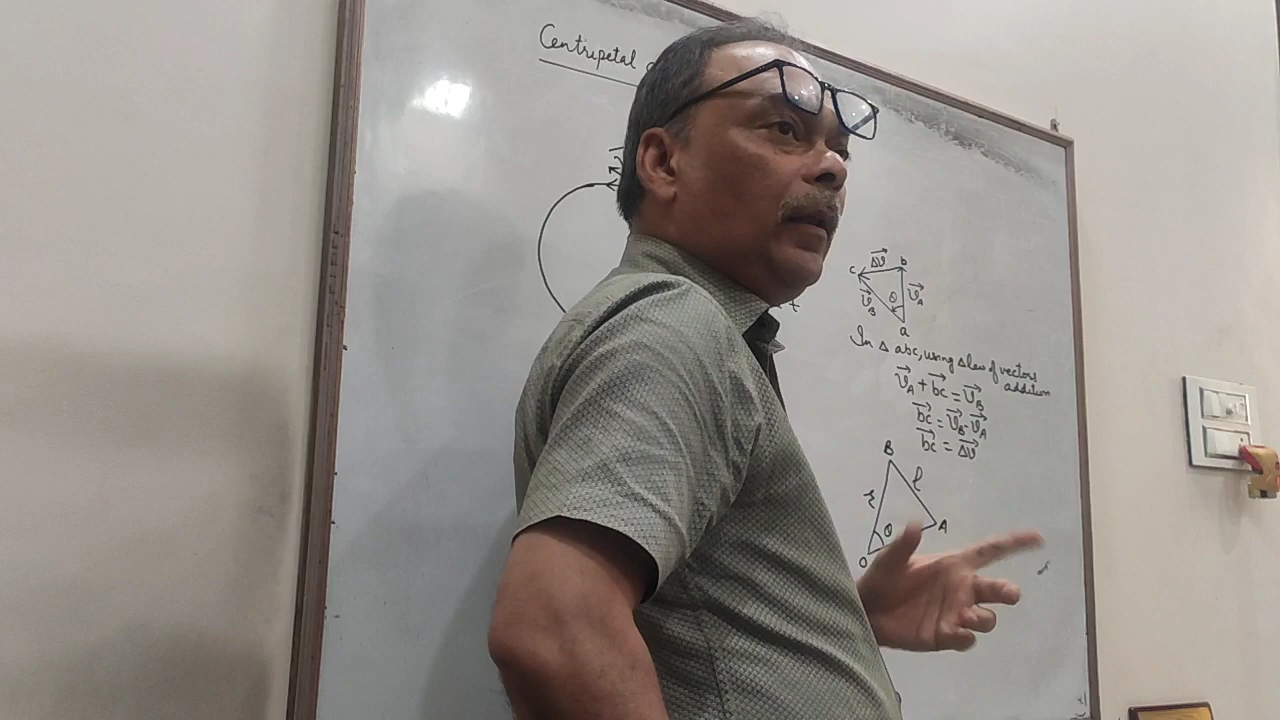 Centripetal
c Δv b
θ
v_B v_A
a
In Δ abc, using Δ law of vectors
addition
v_A + bc = v_B
bc = v_B - v_A
bc = Δv
B
r l
θ A
O